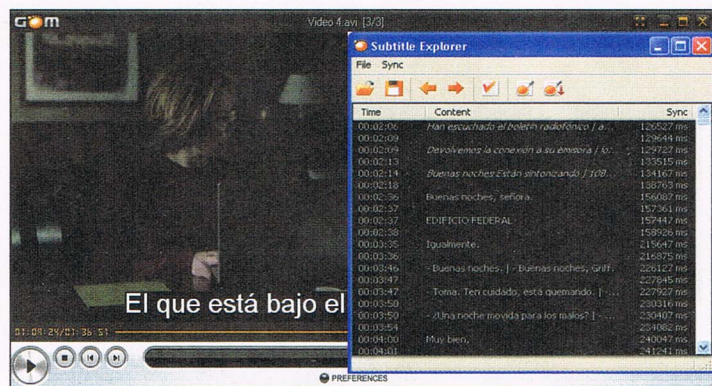 GOM
Video 4.avi [3/3]
Subtitle Explorer
File Sync
Time Content Sync
00:02:06 Han escuchado el boletín radiofónico | a... 126527 ms
00:02:09 129644 ms
00:02:09 Devolvemos la conexión a su emisora | lo... 129727 ms
00:02:13 133515 ms
00:02:14 Buenas noches Están sintonizando | 108... 134167 ms
00:02:18 138763 ms
00:02:36 Buenas noches, señora. 156087 ms
00:02:37 157361 ms
00:02:37 EDIFICIO FEDERAL 157447 ms
00:02:38 158926 ms
00:03:35 Igualmente. 215647 ms
00:03:36 216875 ms
00:03:46 - Buenas noches. | - Buenas noches, Griff. 226127 ms
00:03:47 227845 ms
00:03:47 - Toma. Ten cuidado, está quemando. | -... 227927 ms
00:03:50 230316 ms
00:03:50 - ¿Una noche movida para los malos? | -... 230407 ms
00:03:54 234082 ms
00:04:00 Muy bien, 240047 ms
00:04:01 241241 ms
El que está bajo el
01:09:24/01:36:51
PREFERENCES